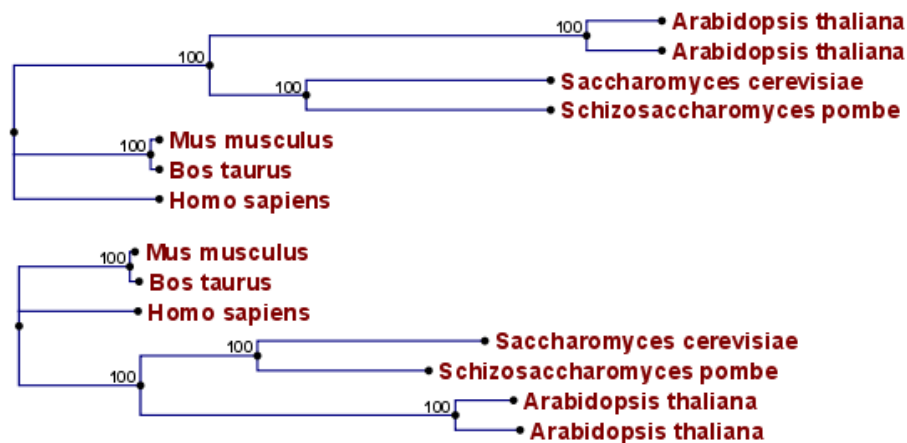 Arabidopsis thaliana
100
Arabidopsis thaliana
100
Saccharomyces cerevisiae
100
Schizosaccharomyces pombe
Mus musculus
100
Bos taurus
Homo sapiens
Mus musculus
100
Bos taurus
Homo sapiens
Saccharomyces cerevisiae
100
Schizosaccharomyces pombe
100
Arabidopsis thaliana
100
Arabidopsis thaliana